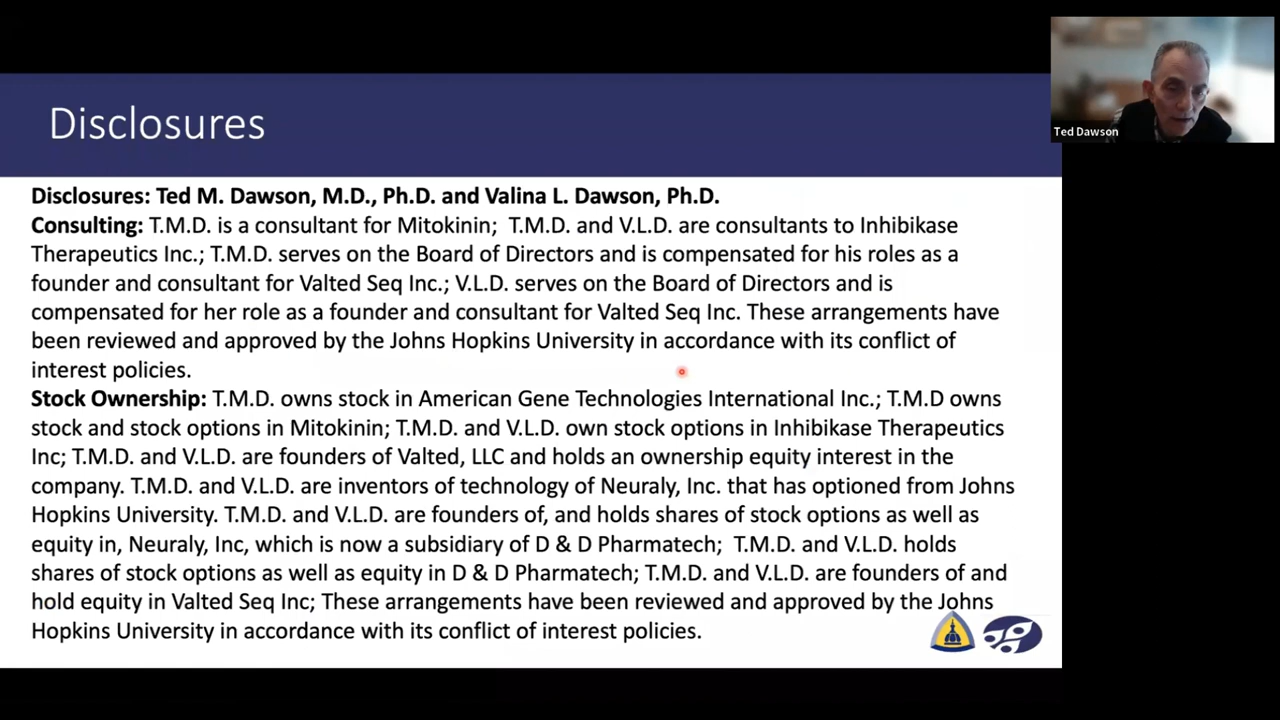 Disclosures
Ted Dawson
Disclosures: Ted M. Dawson, M.D., Ph.D. and Valina L. Dawson, Ph.D.
Consulting: T.M.D. is a consultant for Mitokinin;  T.M.D. and V.L.D. are consultants to Inhibikase
Therapeutics Inc.; T.M.D. serves on the Board of Directors and is compensated for his roles as a
founder and consultant for Valted Seq Inc.; V.L.D. serves on the Board of Directors and is
compensated for her role as a founder and consultant for Valted Seq Inc. These arrangements have
been reviewed and approved by the Johns Hopkins University in accordance with its conflict of
interest policies.
Stock Ownership: T.M.D. owns stock in American Gene Technologies International Inc.; T.M.D owns
stock and stock options in Mitokinin; T.M.D. and V.L.D. own stock options in Inhibikase Therapeutics
Inc; T.M.D. and V.L.D. are founders of Valted, LLC and holds an ownership equity interest in the
company. T.M.D. and V.L.D. are inventors of technology of Neuraly, Inc. that has optioned from Johns
Hopkins University. T.M.D. and V.L.D. are founders of, and holds shares of stock options as well as
equity in, Neuraly, Inc, which is now a subsidiary of D & D Pharmatech;  T.M.D. and V.L.D. holds
shares of stock options as well as equity in D & D Pharmatech; T.M.D. and V.L.D. are founders of and
hold equity in Valted Seq Inc; These arrangements have been reviewed and approved by the Johns
Hopkins University in accordance with its conflict of interest policies.